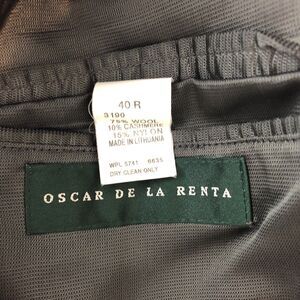 40 R
3190
75% WOOL
10% CASHMERE
15% NYLON
MADE IN LITHUANIA
WPL 5741 6635
DRY CLEAN ONLY
OSCAR DE LA RENTA